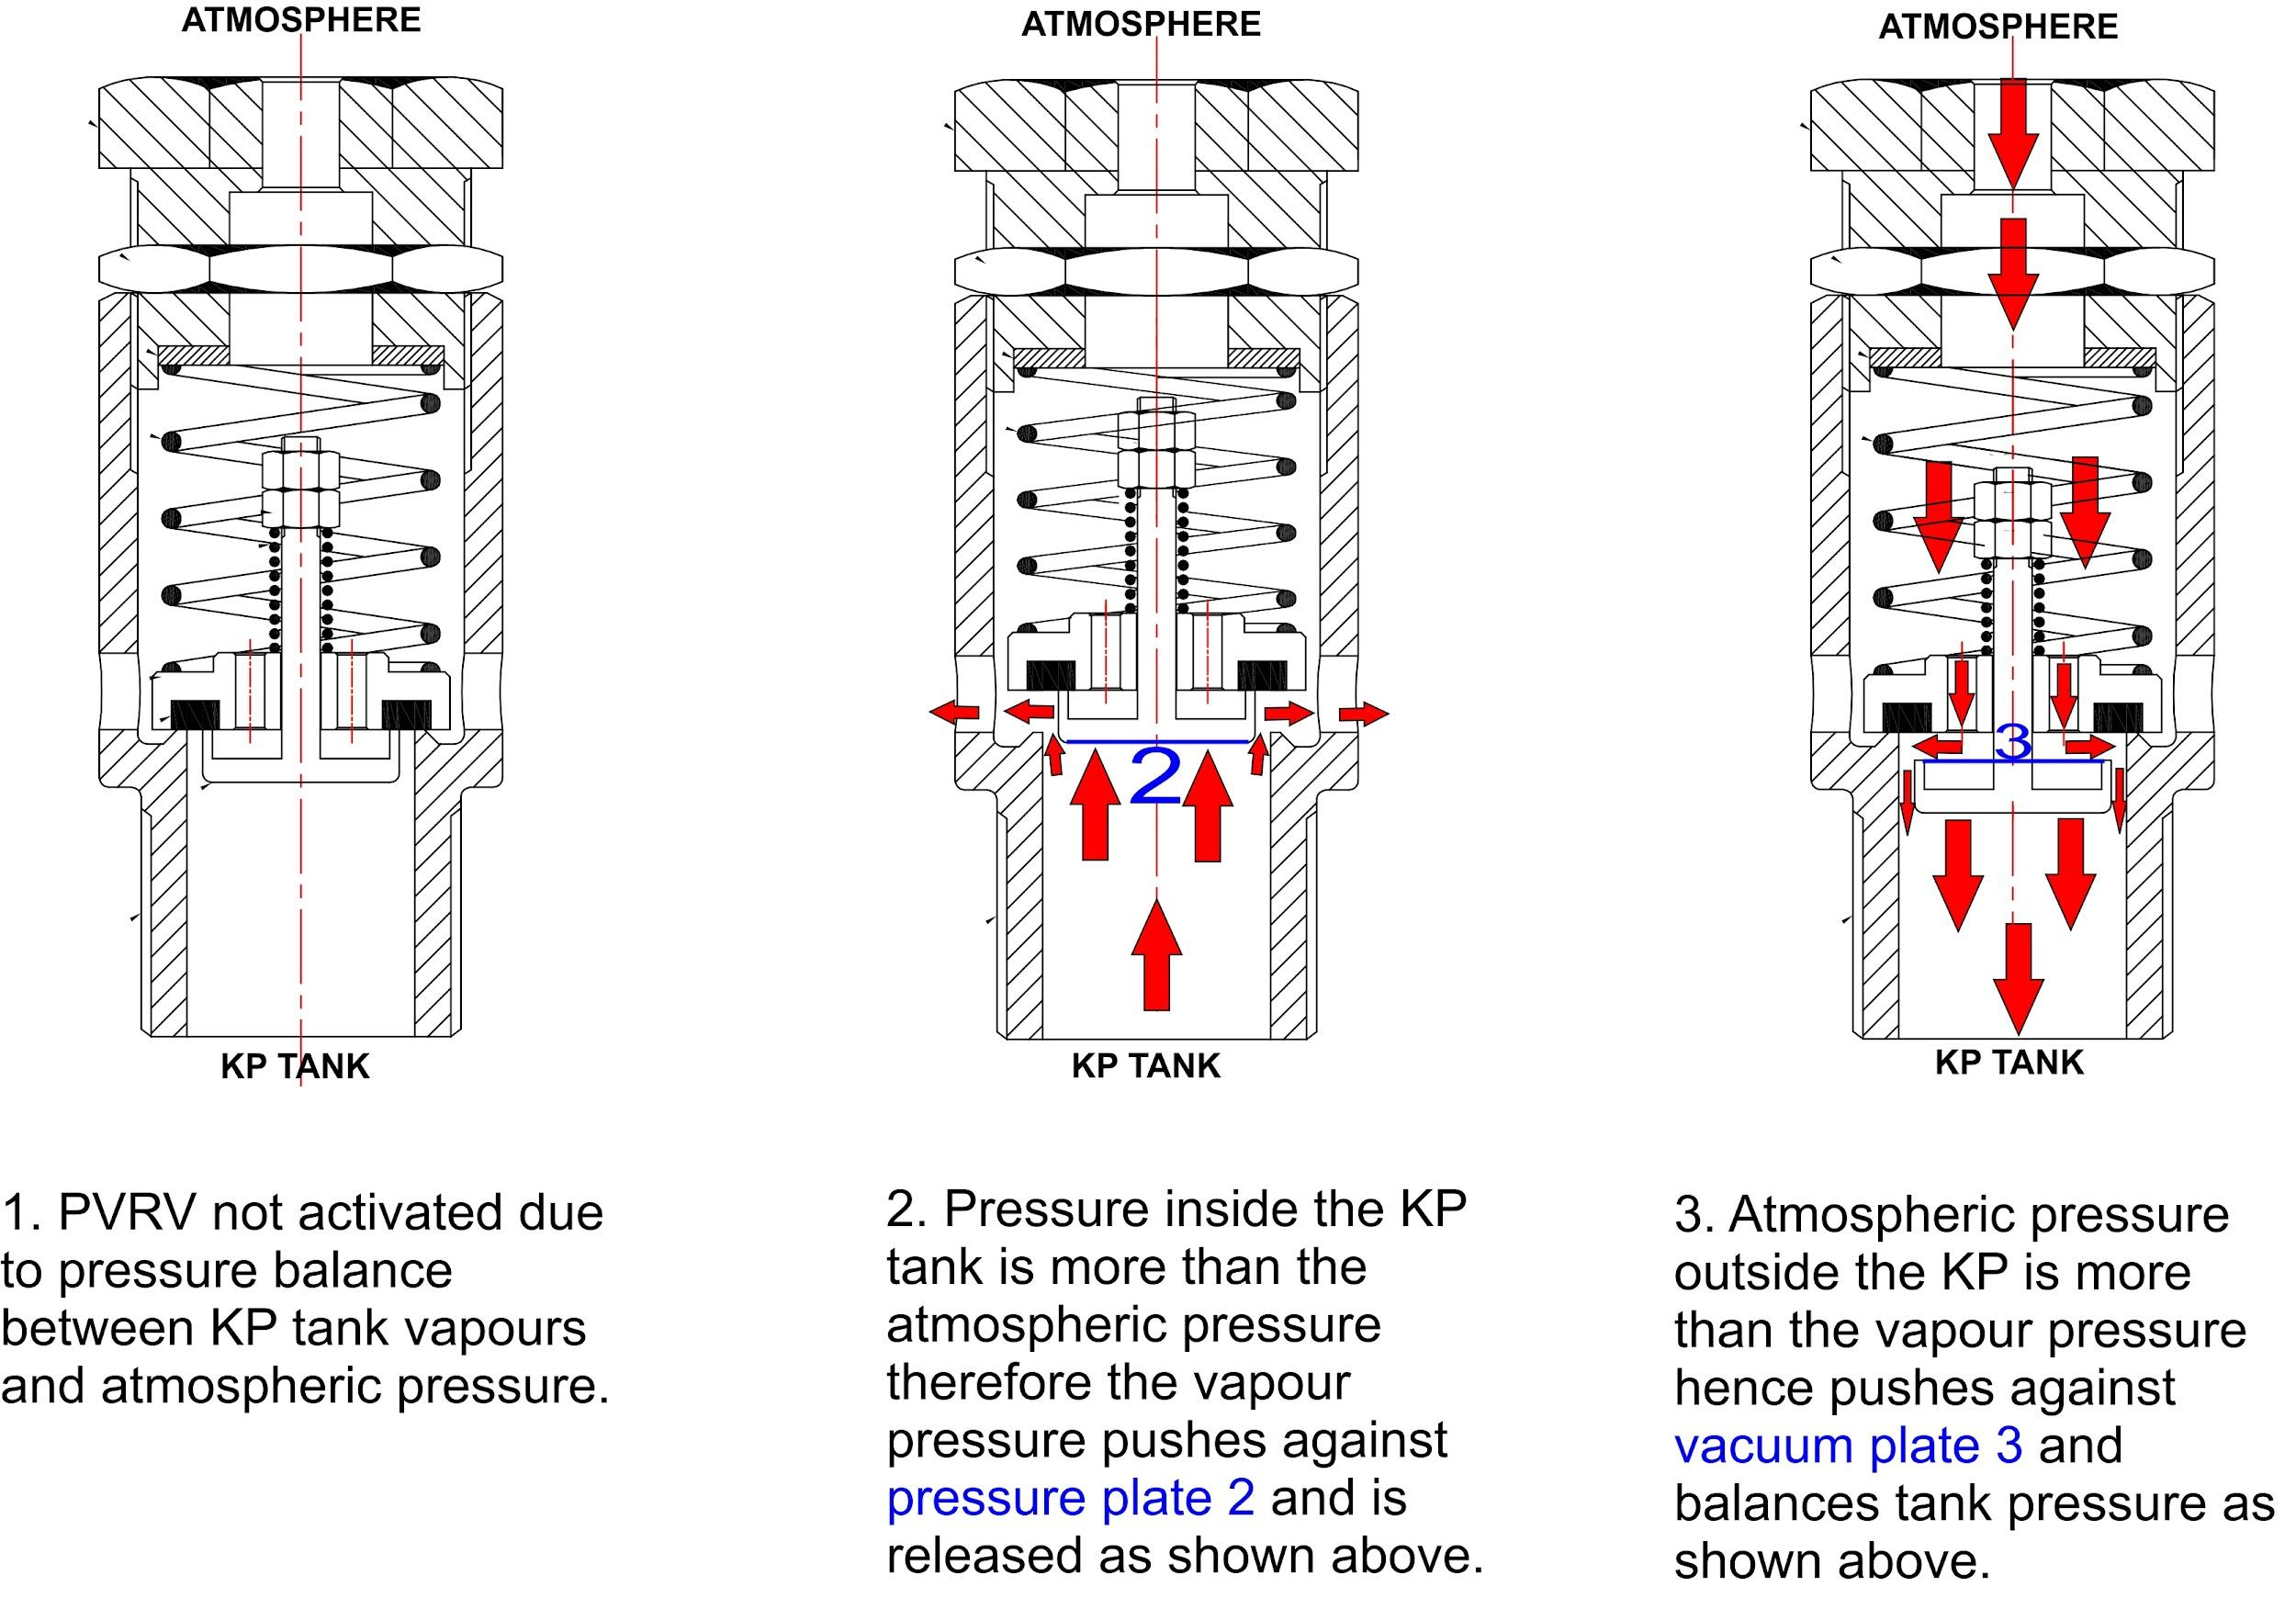 ATMOSPHERE
KP TANK
1. PVRV not activated due
to pressure balance
between KP tank vapours
and atmospheric pressure.
ATMOSPHERE
2
KP TANK
2. Pressure inside the KP
tank is more than the
atmospheric pressure
therefore the vapour
pressure pushes against
pressure plate 2 and is
released as shown above.
ATMOSPHERE
3
KP TANK
3. Atmospheric pressure
outside the KP is more
than the vapour pressure
hence pushes against
vacuum plate 3 and
balances tank pressure as
shown above.